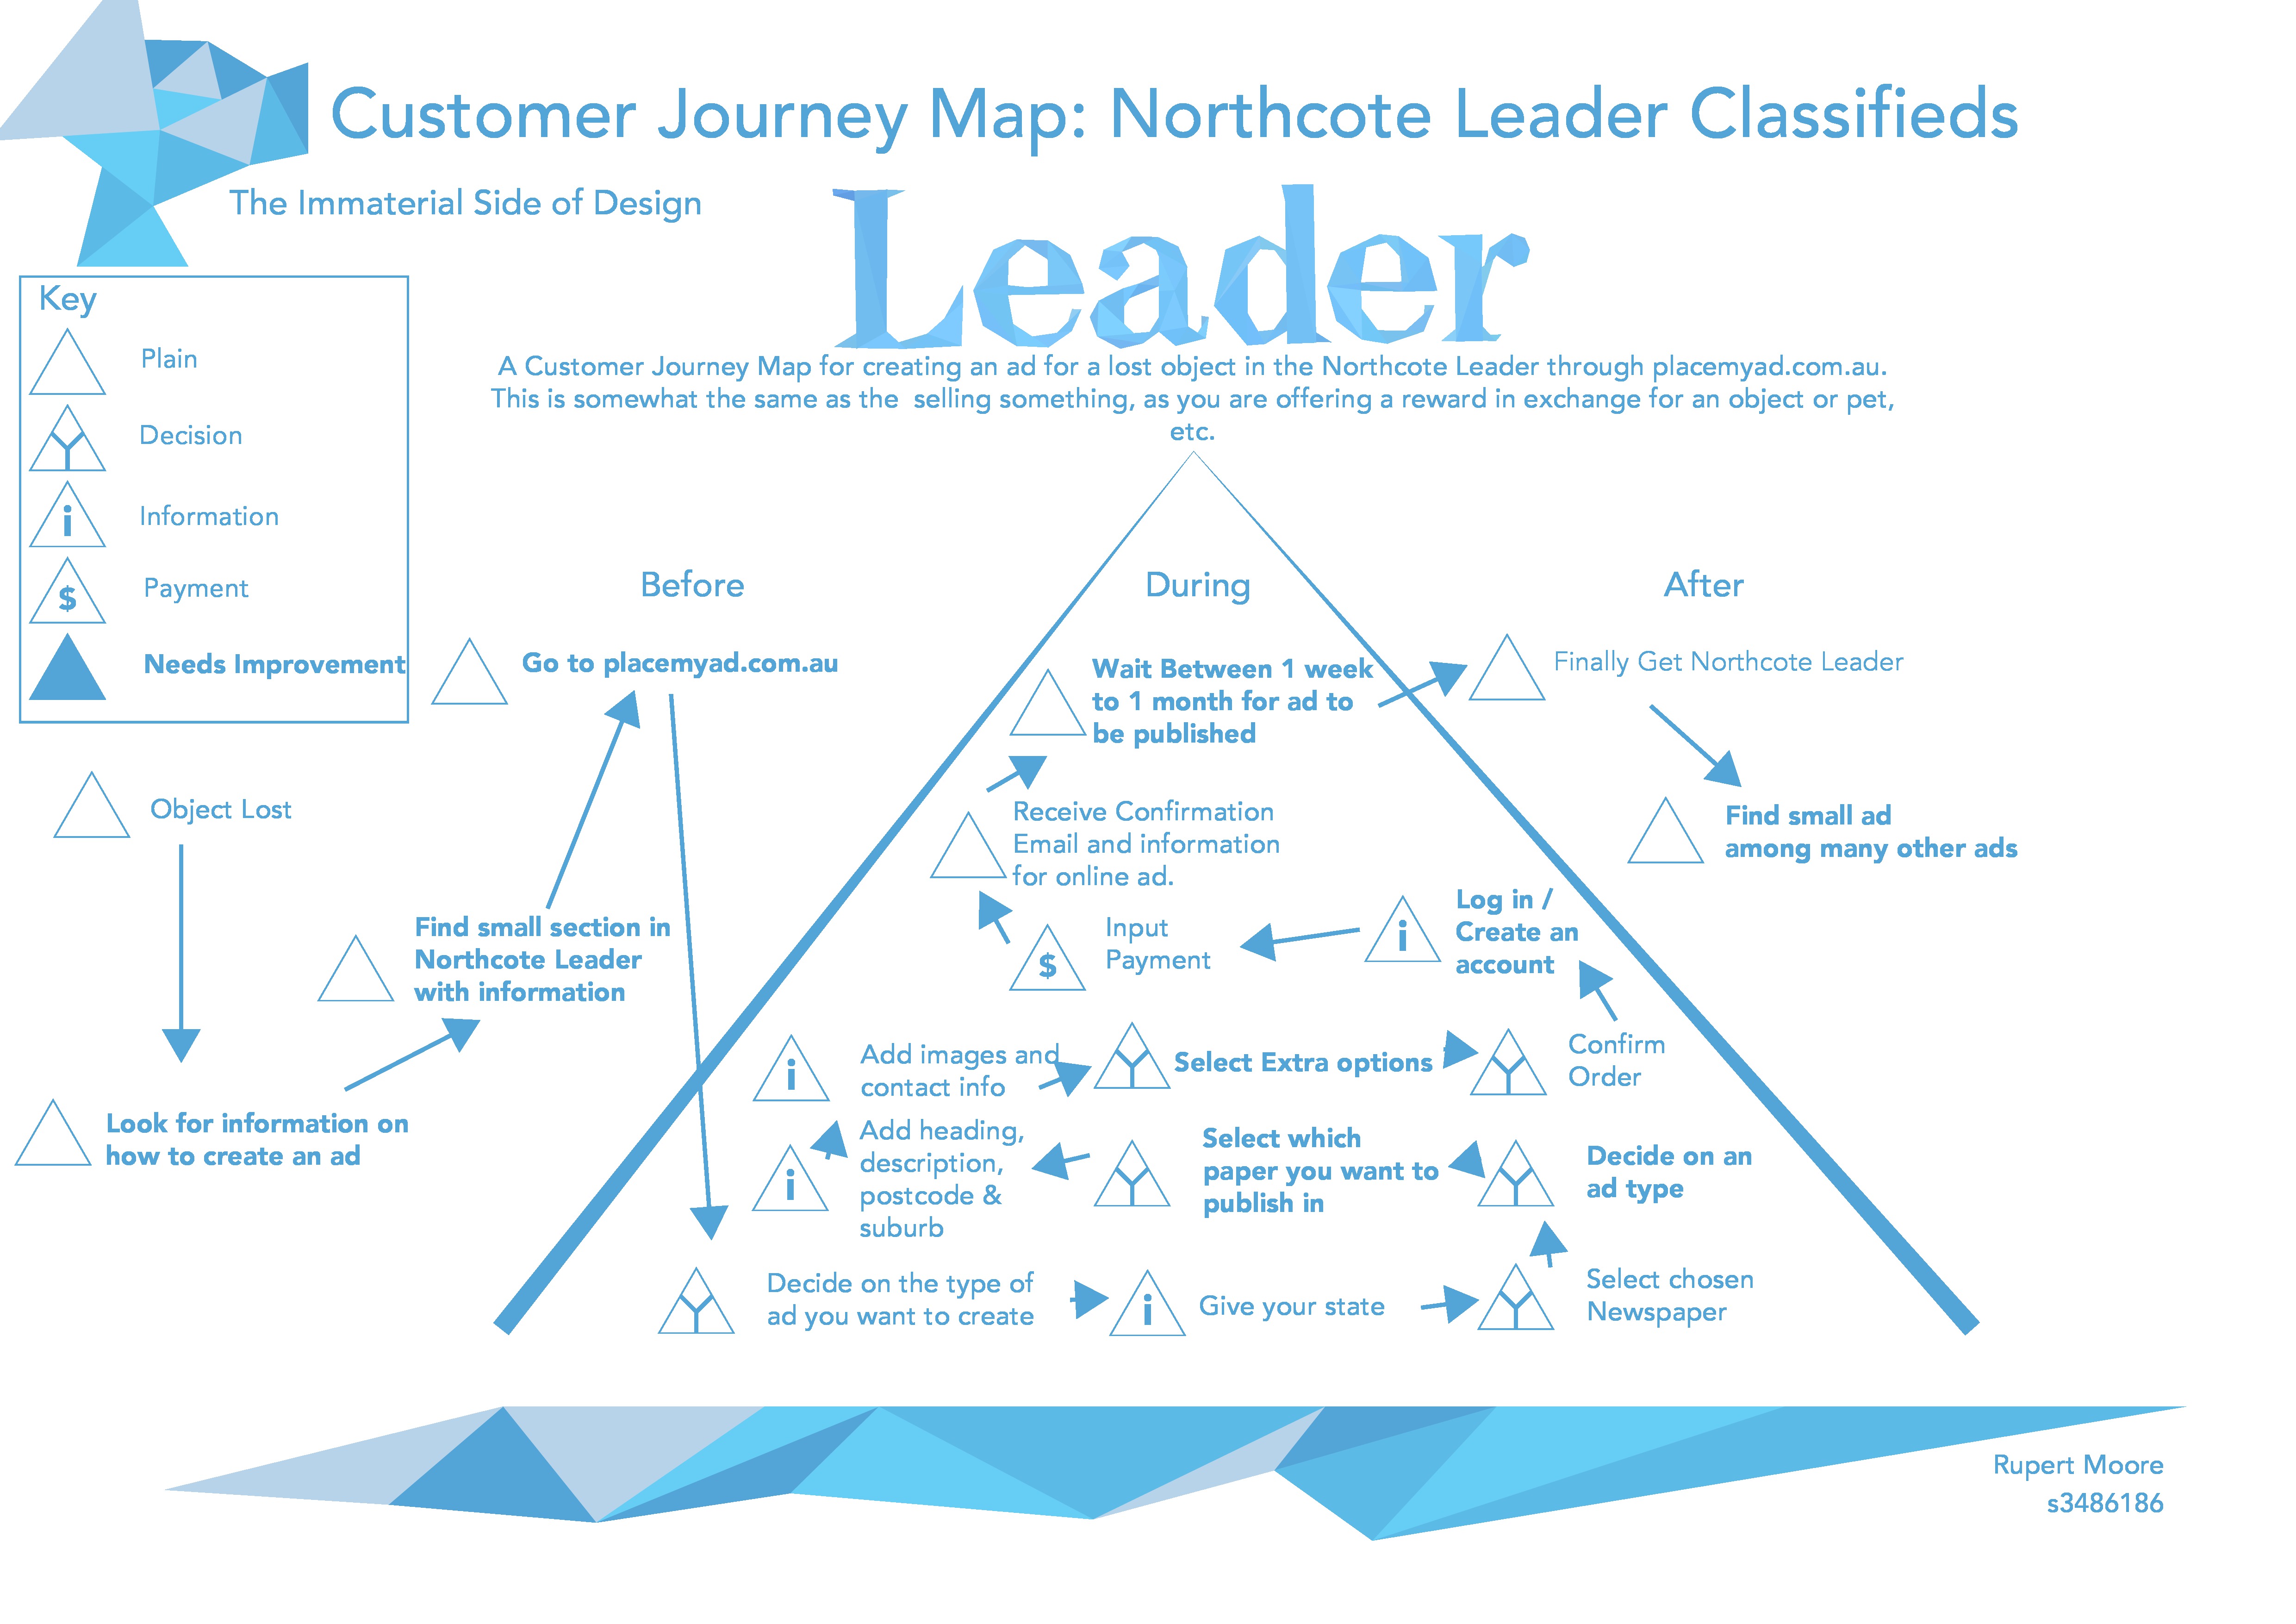 Customer Journey Map: Northcote Leader Classifieds
The Immaterial Side of Design
Leader
A Customer Journey Map for creating an ad for a lost object in the Northcote Leader through placemyad.com.au.
This is somewhat the same as the selling something, as you are offering a reward in exchange for an object or pet,
etc.
Key
Plain
Decision
i
Information
$
Payment
Needs Improvement
Before
Object Lost
Look for information on
how to create an ad
Find small section in
Northcote Leader
with information
Go to placemyad.com.au
During
Decide on the type of
ad you want to create
i
Give your state
Select chosen
Newspaper
Decide on an
ad type
Select which
paper you want to
publish in
i
Add heading,
description,
postcode &
suburb
i
Add images and
contact info
Select Extra options
Confirm
Order
i
Log in /
Create an
account
$
Input
Payment
Receive Confirmation
Email and information
for online ad.
Wait Between 1 week
to 1 month for ad to
be published
After
Finally Get Northcote Leader
Find small ad
among many other ads
Rupert Moore
s3486186